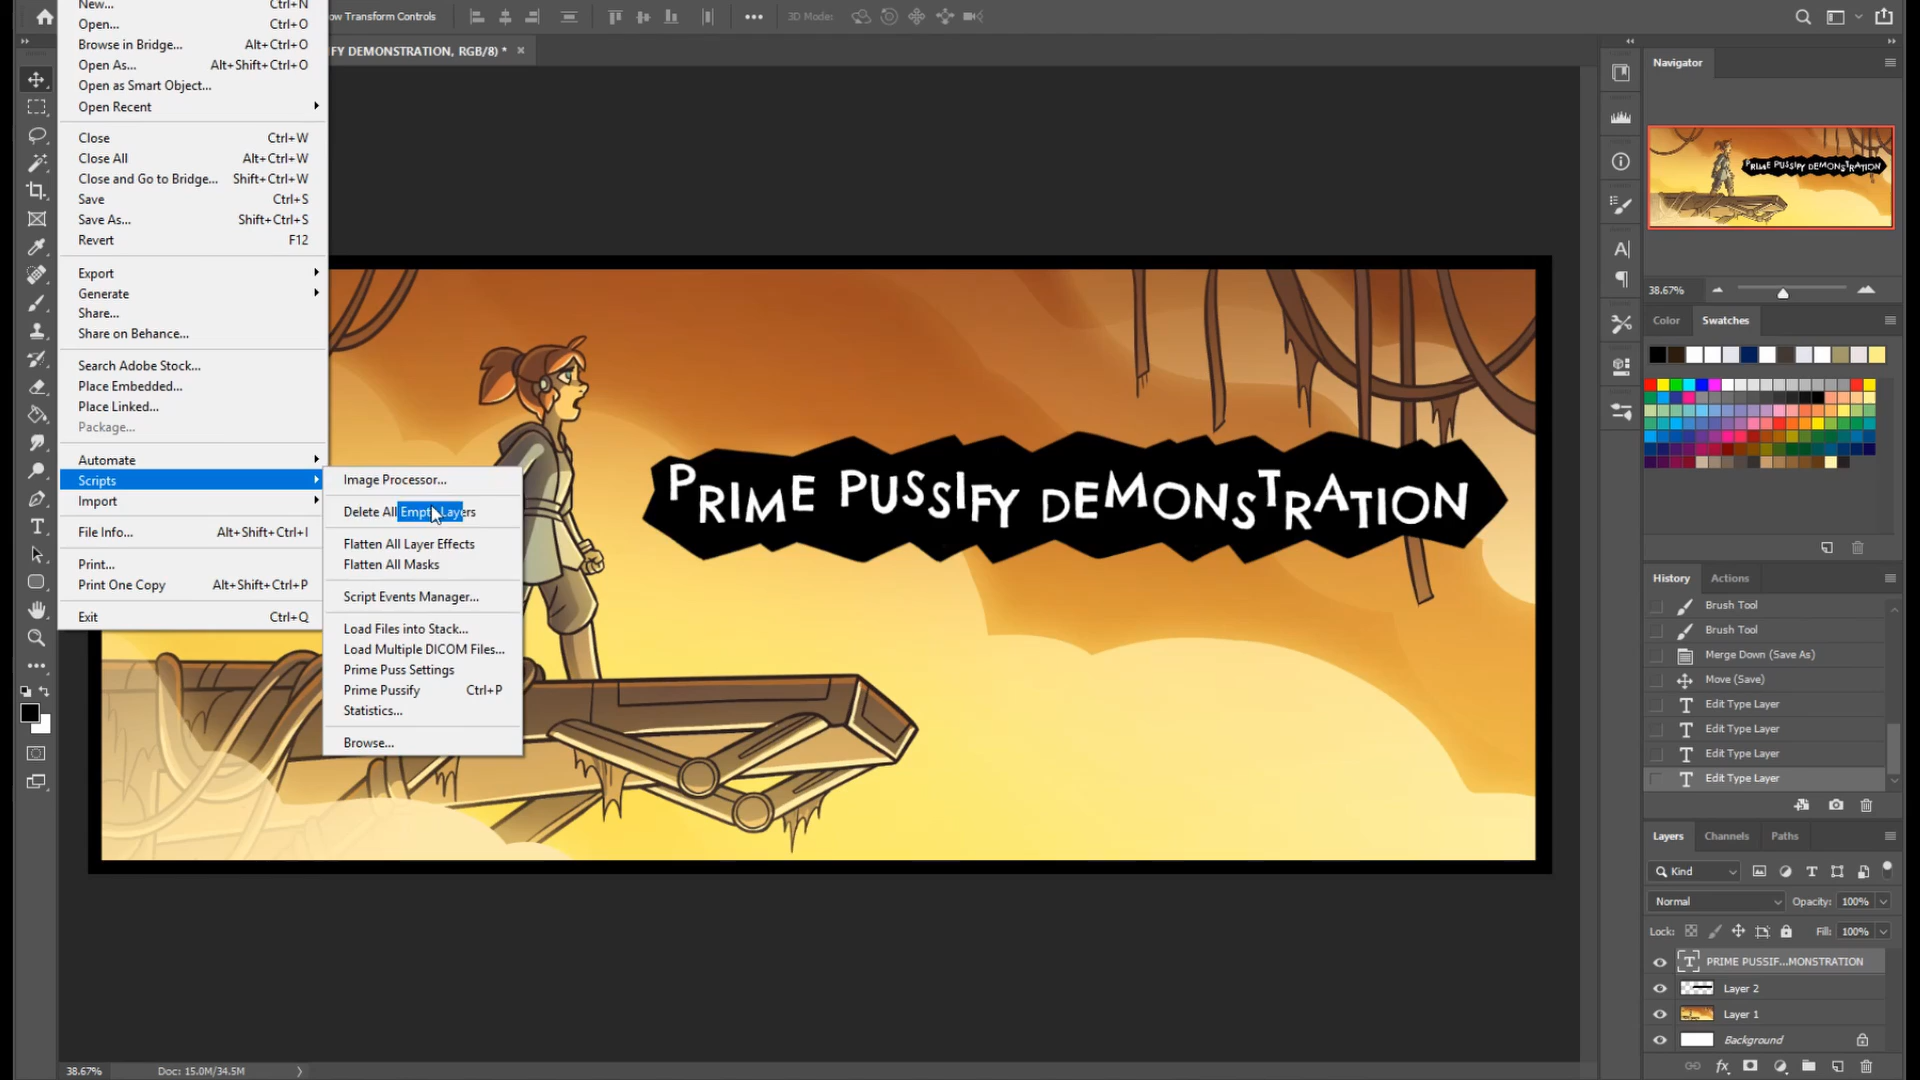 New... Ctrl+N
Open... Ctrl+O
Browse in Bridge... Alt+Ctrl+O
Open As... Alt+Shift+Ctrl+O
Open as Smart Object...
Open Recent
Close Ctrl+W
Close All Alt+Ctrl+W
Close and Go to Bridge... Shift+Ctrl+W
Save Ctrl+S
Save As... Shift+Ctrl+S
Revert F12
Export
Generate
Share...
Share on Behance...
Search Adobe Stock...
Place Embedded...
Place Linked...
Package...
Automate
Scripts
Import
File Info... Alt+Shift+Ctrl+I
Print...
Print One Copy Alt+Shift+Ctrl+P
Exit Ctrl+Q
Image Processor...
Delete All Empty Layers
Flatten All Layer Effects
Flatten All Masks
Script Events Manager...
Load Files into Stack...
Load Multiple DICOM Files...
Prime Puss Settings
Prime Pussify Ctrl+P
Statistics...
Browse...
ow Transform Controls
3D Mode:
FY DEMONSTRATION, RGB/8) *
PRIME PUSSIFY DEMONSTRATION
38.67% Doc: 15.0M/34.5M
Navigator
PRIME PUSSIFY DEMONSTRATION
38.67%
Color Swatches
History Actions
Brush Tool
Brush Tool
Merge Down (Save As)
Move (Save)
Edit Type Layer
Edit Type Layer
Edit Type Layer
Edit Type Layer
Layers Channels Paths
Kind
Normal Opacity: 100%
Lock: Fill: 100%
PRIME PUSSIF...MONSTRATION
Layer 2
Layer 1
Background